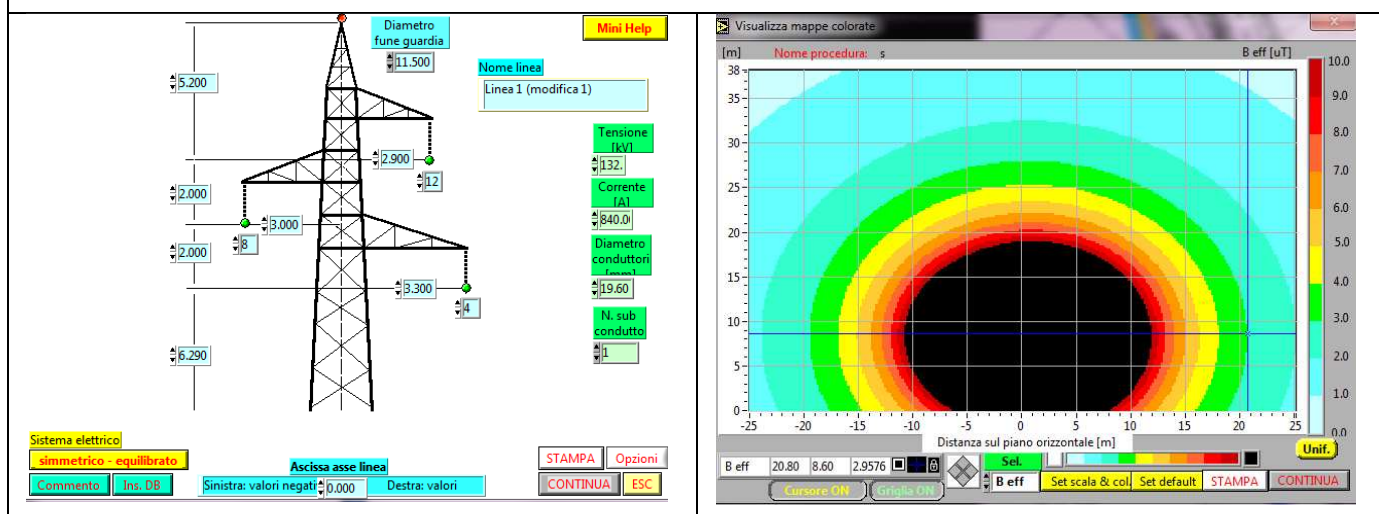 Diametro
fune guardia
11.500
Mini Help
Nome linea
Linea 1 (modifica 1)
5.200
2.900
12
2.000
3.000
8
2.000
3.300
4
6.290
Tensione
[kV]
132.
Corrente
[A]
840.0
Diametro
conduttori
[mm]
19.60
N. sub
condutto
1
Sistema elettrico
simmetrico - equilibrato
Commento
Ins. DB
Ascissa asse linea
Sinistra: valori negati
0.000
Destra: valori
STAMPA
Opzioni
CONTINUA
ESC
Visualizza mappe colorate
[m]
Nome procedura: s
B eff [uT]
38
35
30
25
20
15
10
5
0
-25 -20 -15 -10 -5 0 5 10 15 20 25
Distanza sul piano orizzontale [m]
10.0
9.0
8.0
7.0
6.0
5.0
4.0
3.0
2.0
1.0
0.0
Unif.
B eff 20.80 8.60 2.9576
Cursore ON
Griglia ON
Sel.
B eff
Set scala & col.
Set default
STAMPA
CONTINUA